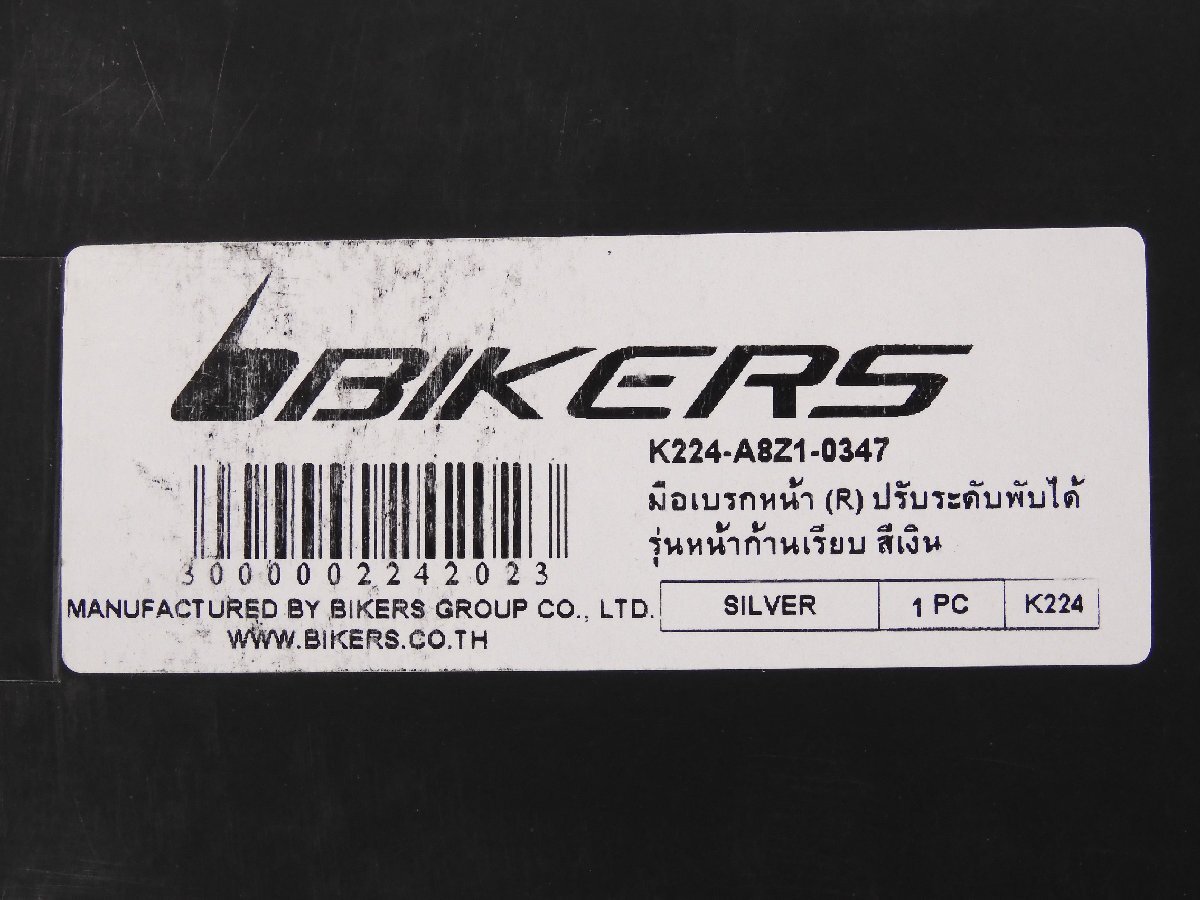 BIKERS
K224-A8Z1-0347
มือเบรกหน้า (R) ปรับระดับพับได้
รุ่นหน้าก้านเรียบ สีเงิน
3000002242023
MANUFACTURED BY BIKERS GROUP CO., LTD.
WWW.BIKERS.CO.TH
SILVER 1 PC K224